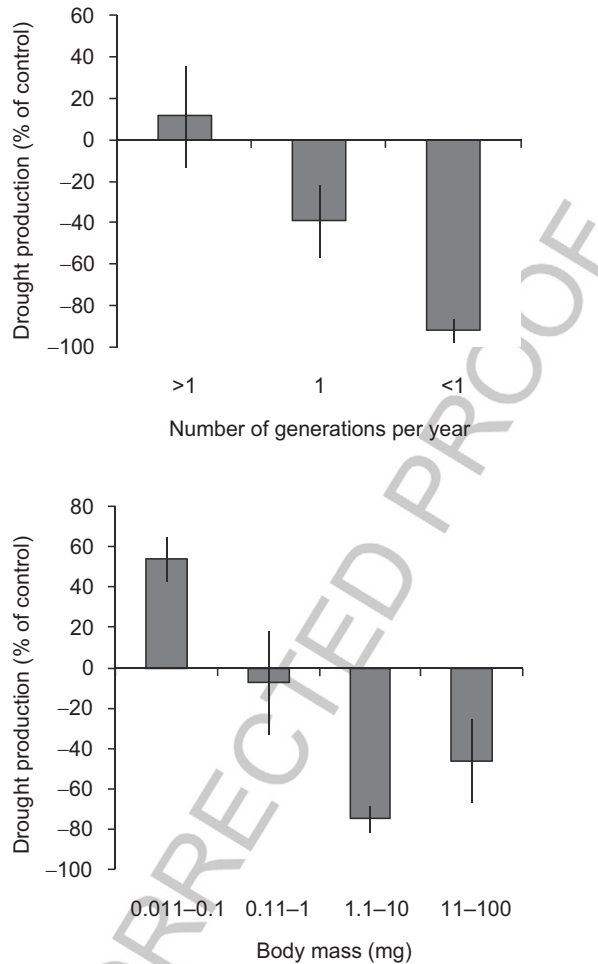 Drought production (% of control)
60
40
20
0
−20
−40
−60
−80
−100
>1 1 <1
Number of generations per year
Drought production (% of control)
80
60
40
20
0
−20
−40
−60
−80
−100
0.011–0.1 0.11–1 1.1–10 11–100
Body mass (mg)
RRECTED PROOF